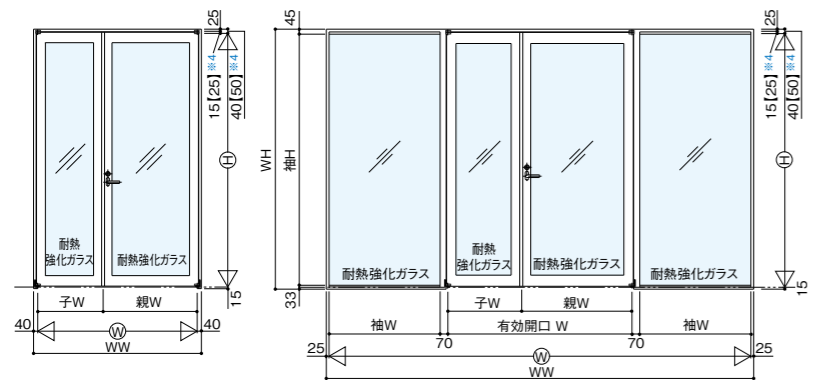 25
15【25】※4
40【50】※4
Ⓗ
耐熱
強化ガラス
耐熱強化ガラス
15
子W
親W
40
Ⓦ
40
WW
45
25
15【25】※4
40【50】※4
WH
袖H
Ⓗ
耐熱強化ガラス
耐熱
強化ガラス
耐熱強化ガラス
耐熱強化ガラス
33
15
子W
親W
袖W
有効開口 W
袖W
70
70
25
Ⓦ
25
WW